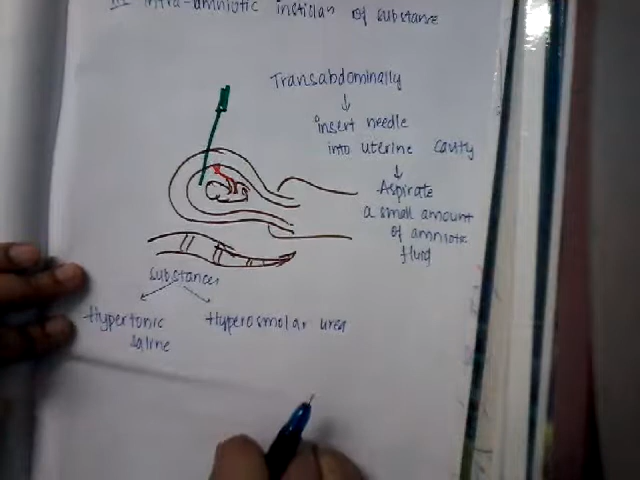 Intra-amniotic instillan of substance
Transabdominally
↓
insert needle
into uterine cavity
↓
Aspirate
a small amount
of amniotic
fluid
Substances
Hypertonic
saline
Hyperosmolar urea